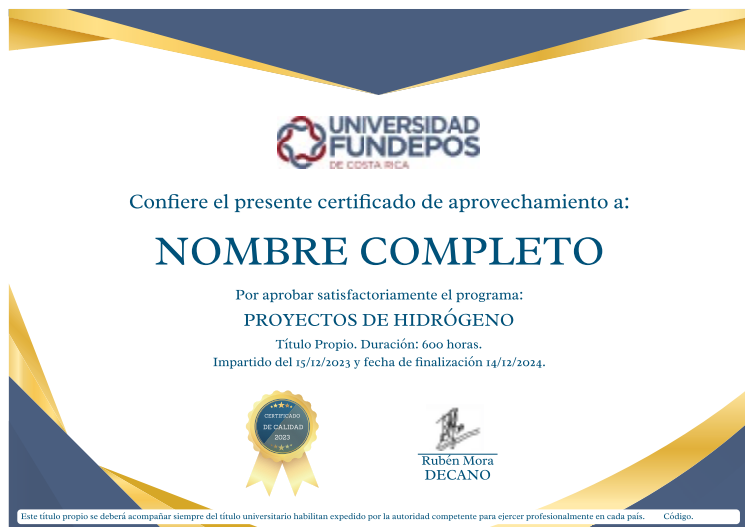 UNIVERSIDAD
FUNDEPOS
DE COSTA RICA
Confiere el presente certificado de aprovechamiento a:
NOMBRE COMPLETO
Por aprobar satisfactoriamente el programa:
PROYECTOS DE HIDRÓGENO
Título Propio. Duración: 600 horas.
Impartido del 15/12/2023 y fecha de finalización 14/12/2024.
CERTIFICADO
DE CALIDAD
2023
Rubén Mora
DECANO
Este título propio se deberá acompañar siempre del título universitario habilitan expedido por la autoridad competente para ejercer profesionalmente en cada país. Código.